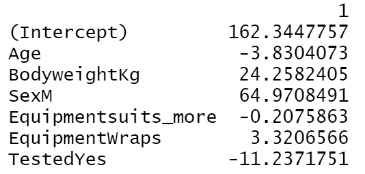 1
(Intercept) 162.3447757
Age -3.8304073
BodyweightKg 24.2582405
SexM 64.9708491
Equipmentsuits_more -0.2075863
EquipmentWraps 3.3206566
TestedYes -11.2371751